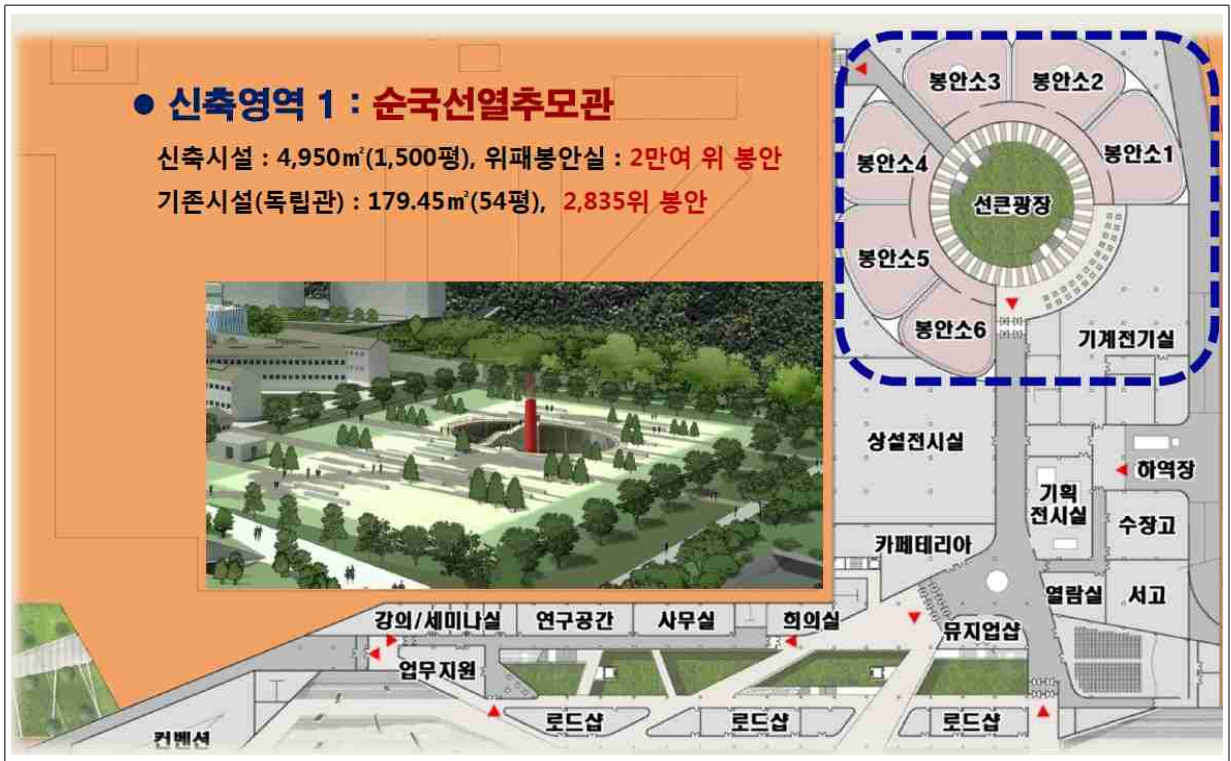 ● 신축영역 1 : 순국선열추모관
신축시설 : 4,950㎡(1,500평), 위패봉안실 : 2만여 위 봉안
기존시설(독립관) : 179.45㎡(54평), 2,835위 봉안
봉안소3
봉안소2
봉안소4
봉안소1
선큰광장
봉안소5
봉안소6
기계전기실
상설전시실
하역장
기획
전시실
수장고
카페테리아
열람실
서고
강의/세미나실
연구공간
사무실
희의실
뮤지업샵
업무지원
로드샵
로드샵
로드샵
컨벤션